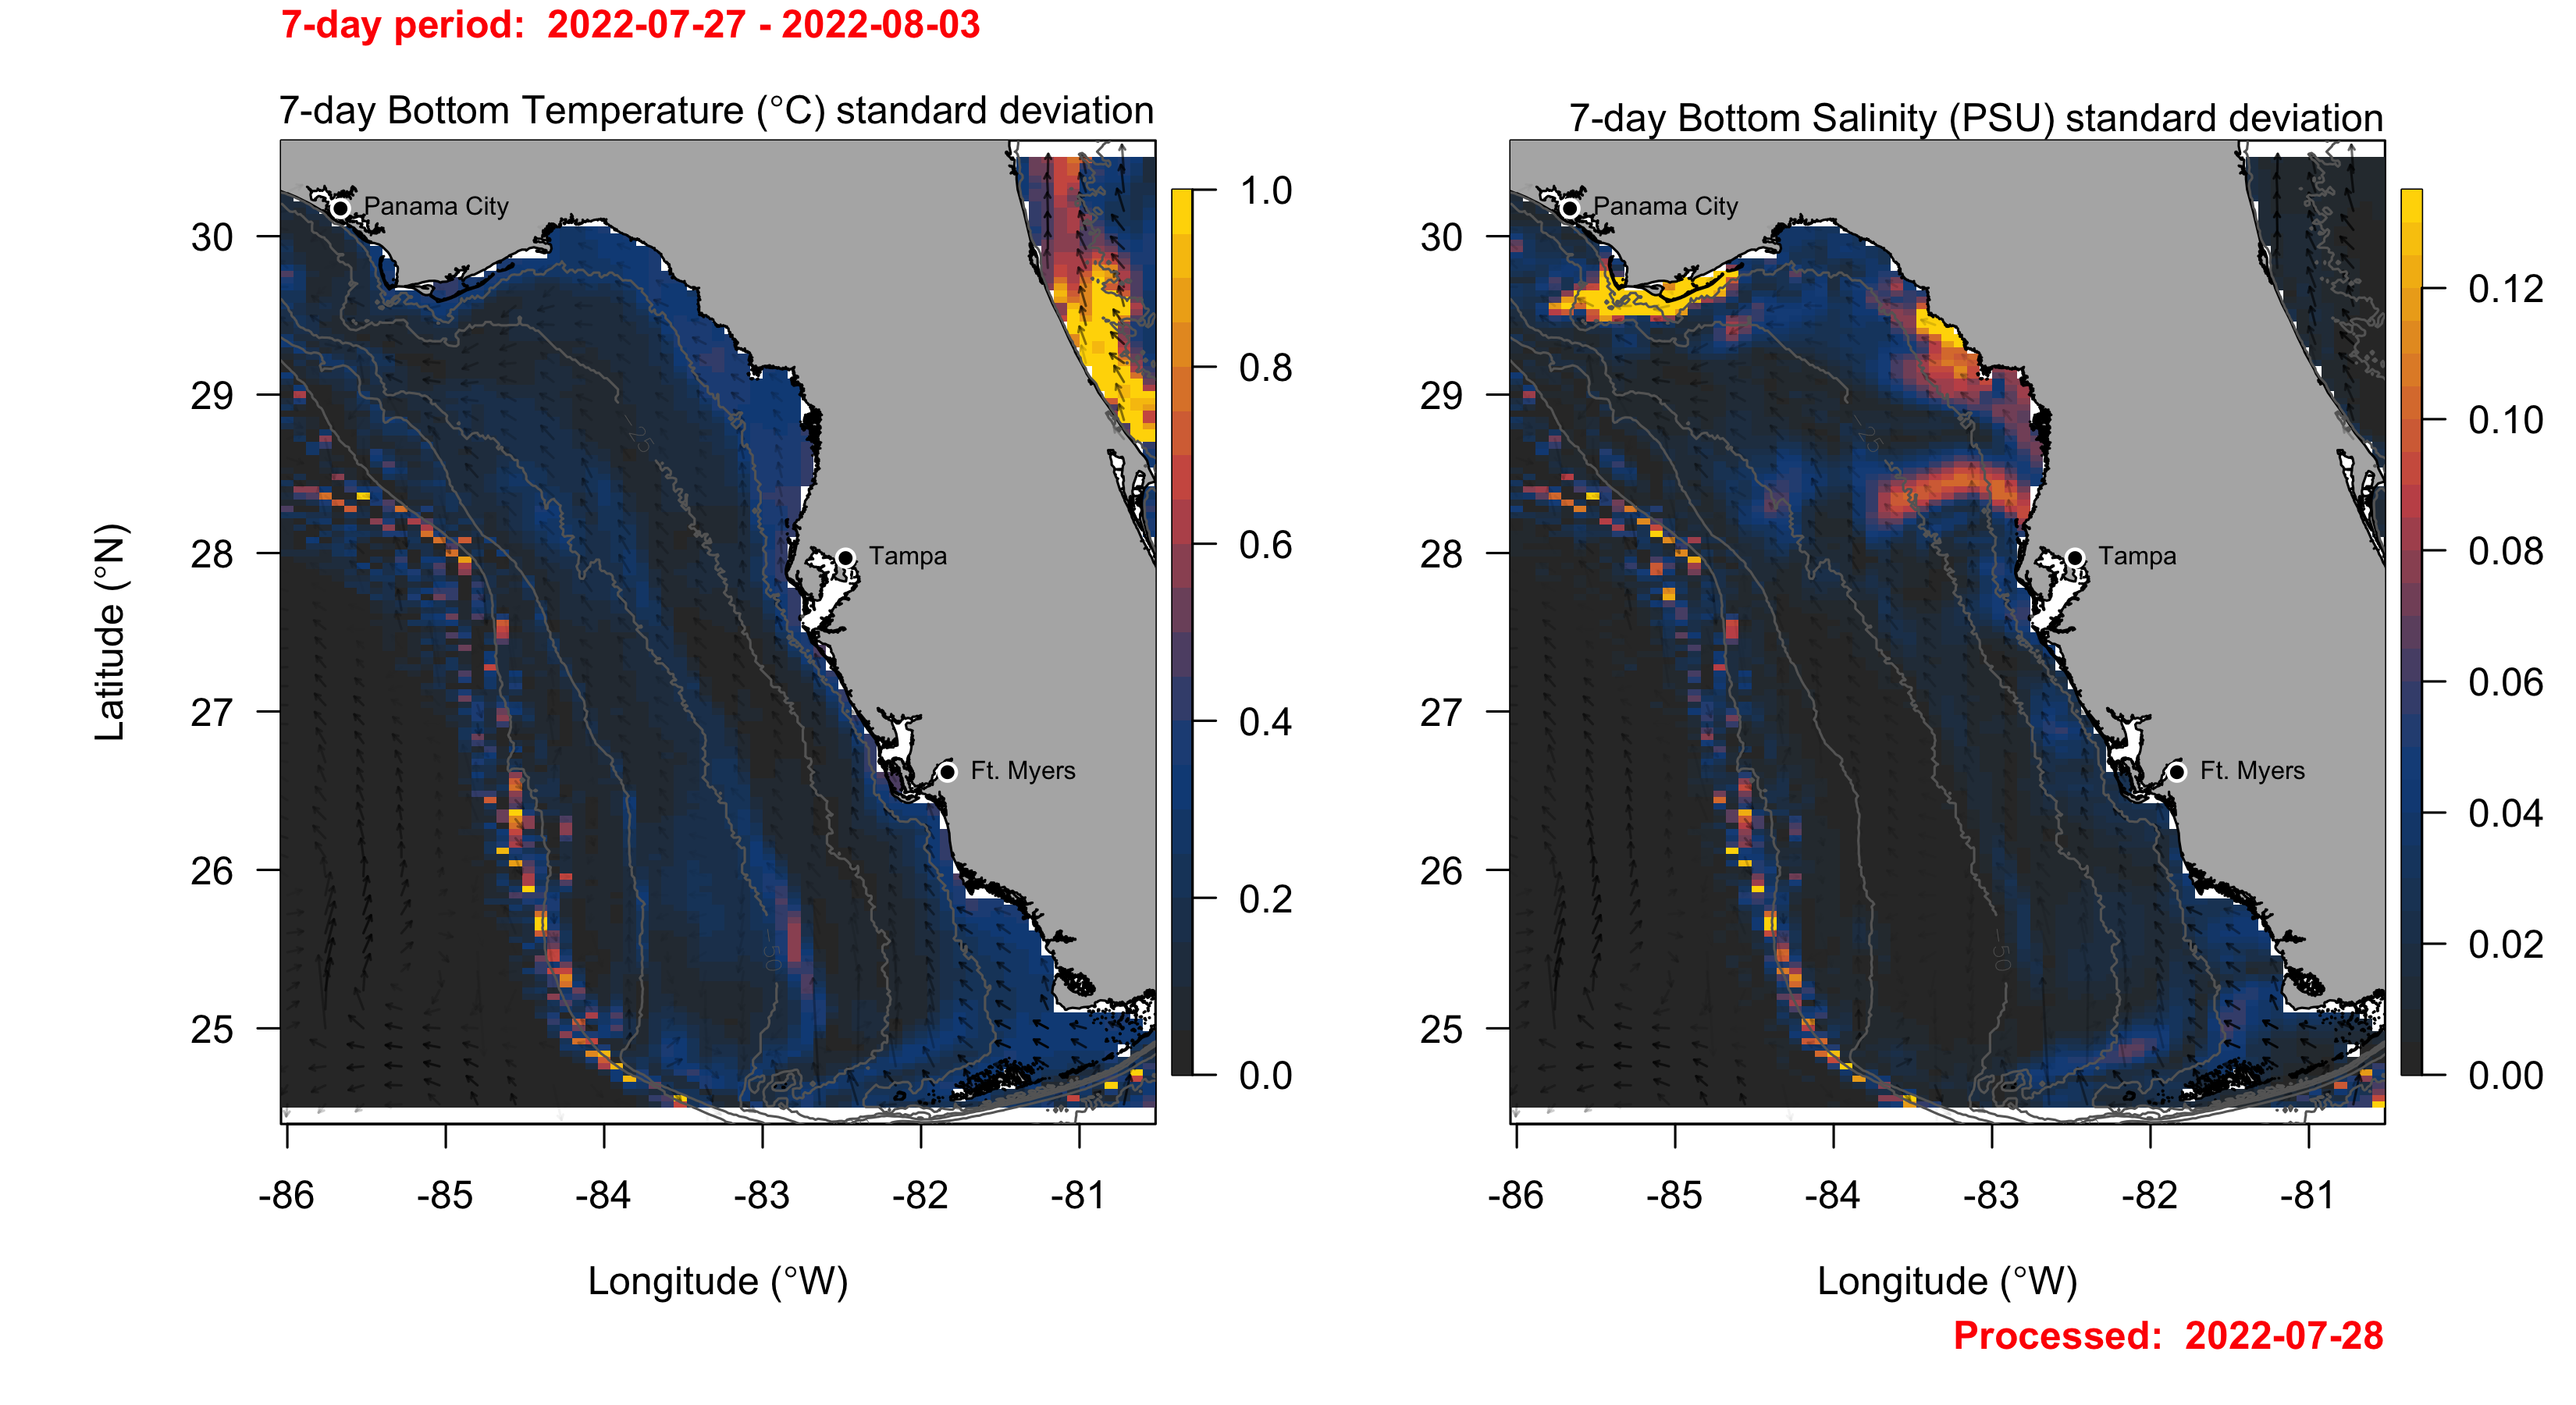 7-day period:  2022-07-27 - 2022-08-03
7-day Bottom Temperature (°C) standard deviation
Panama City
Tampa
Ft. Myers
-25
-50
30
29
28
27
26
25
Latitude (°N)
-86 -85 -84 -83 -82 -81
Longitude (°W)
1.0
0.8
0.6
0.4
0.2
0.0
7-day Bottom Salinity (PSU) standard deviation
Panama City
Tampa
Ft. Myers
-25
-50
30
29
28
27
26
25
-86 -85 -84 -83 -82 -81
Longitude (°W)
0.12
0.10
0.08
0.06
0.04
0.02
0.00
Processed:  2022-07-28